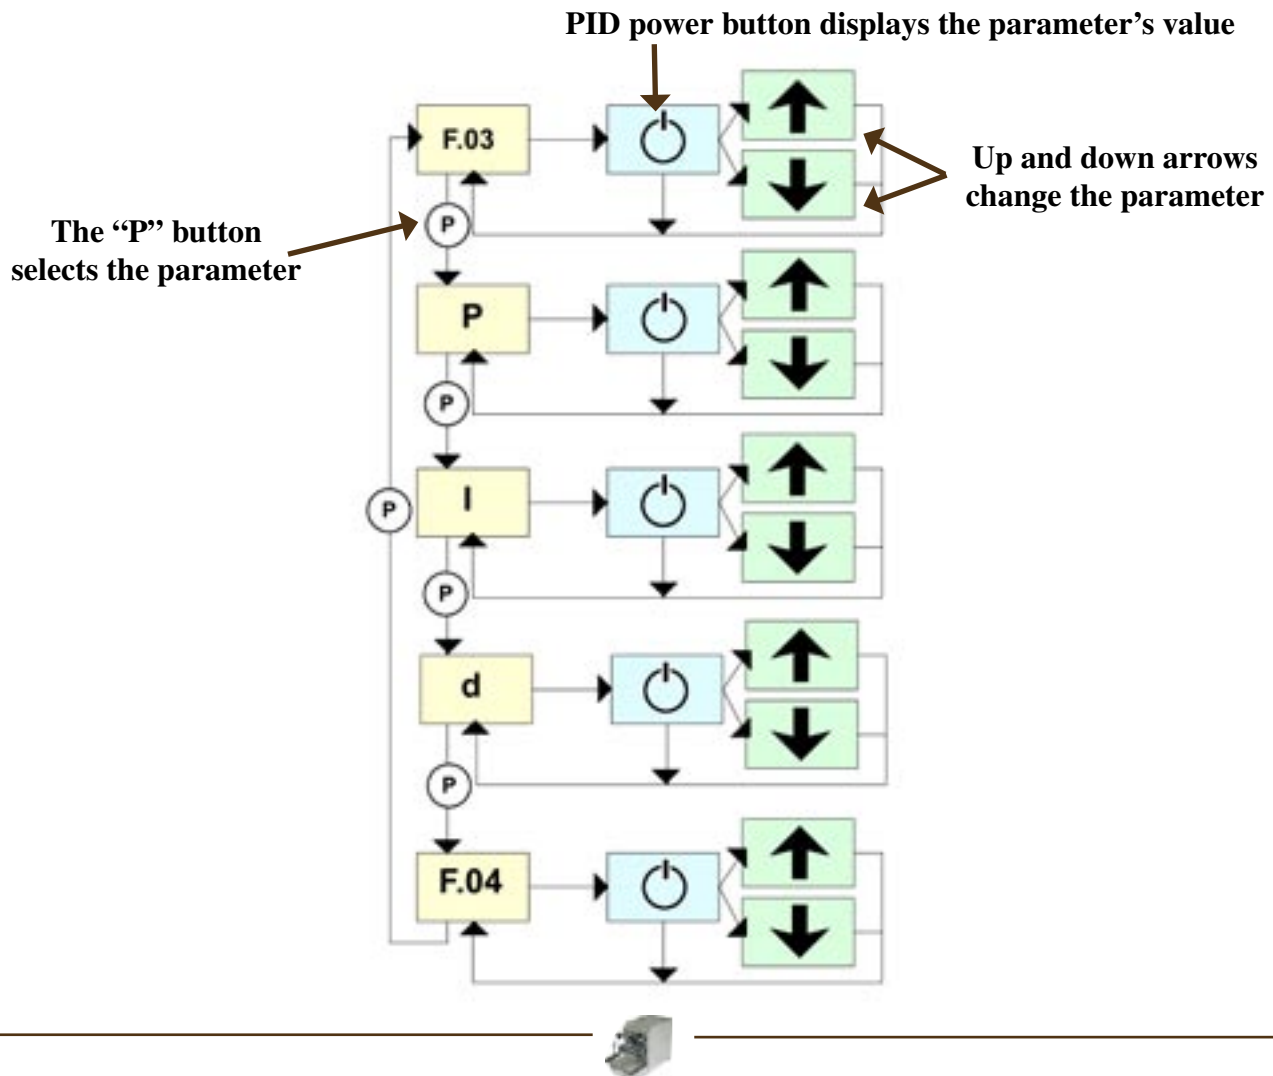 PID power button displays the parameter’s value
F.03
Up and down arrows
change the parameter
The “P” button
selects the parameter
P
P
P
I
P
P
d
P
F.04